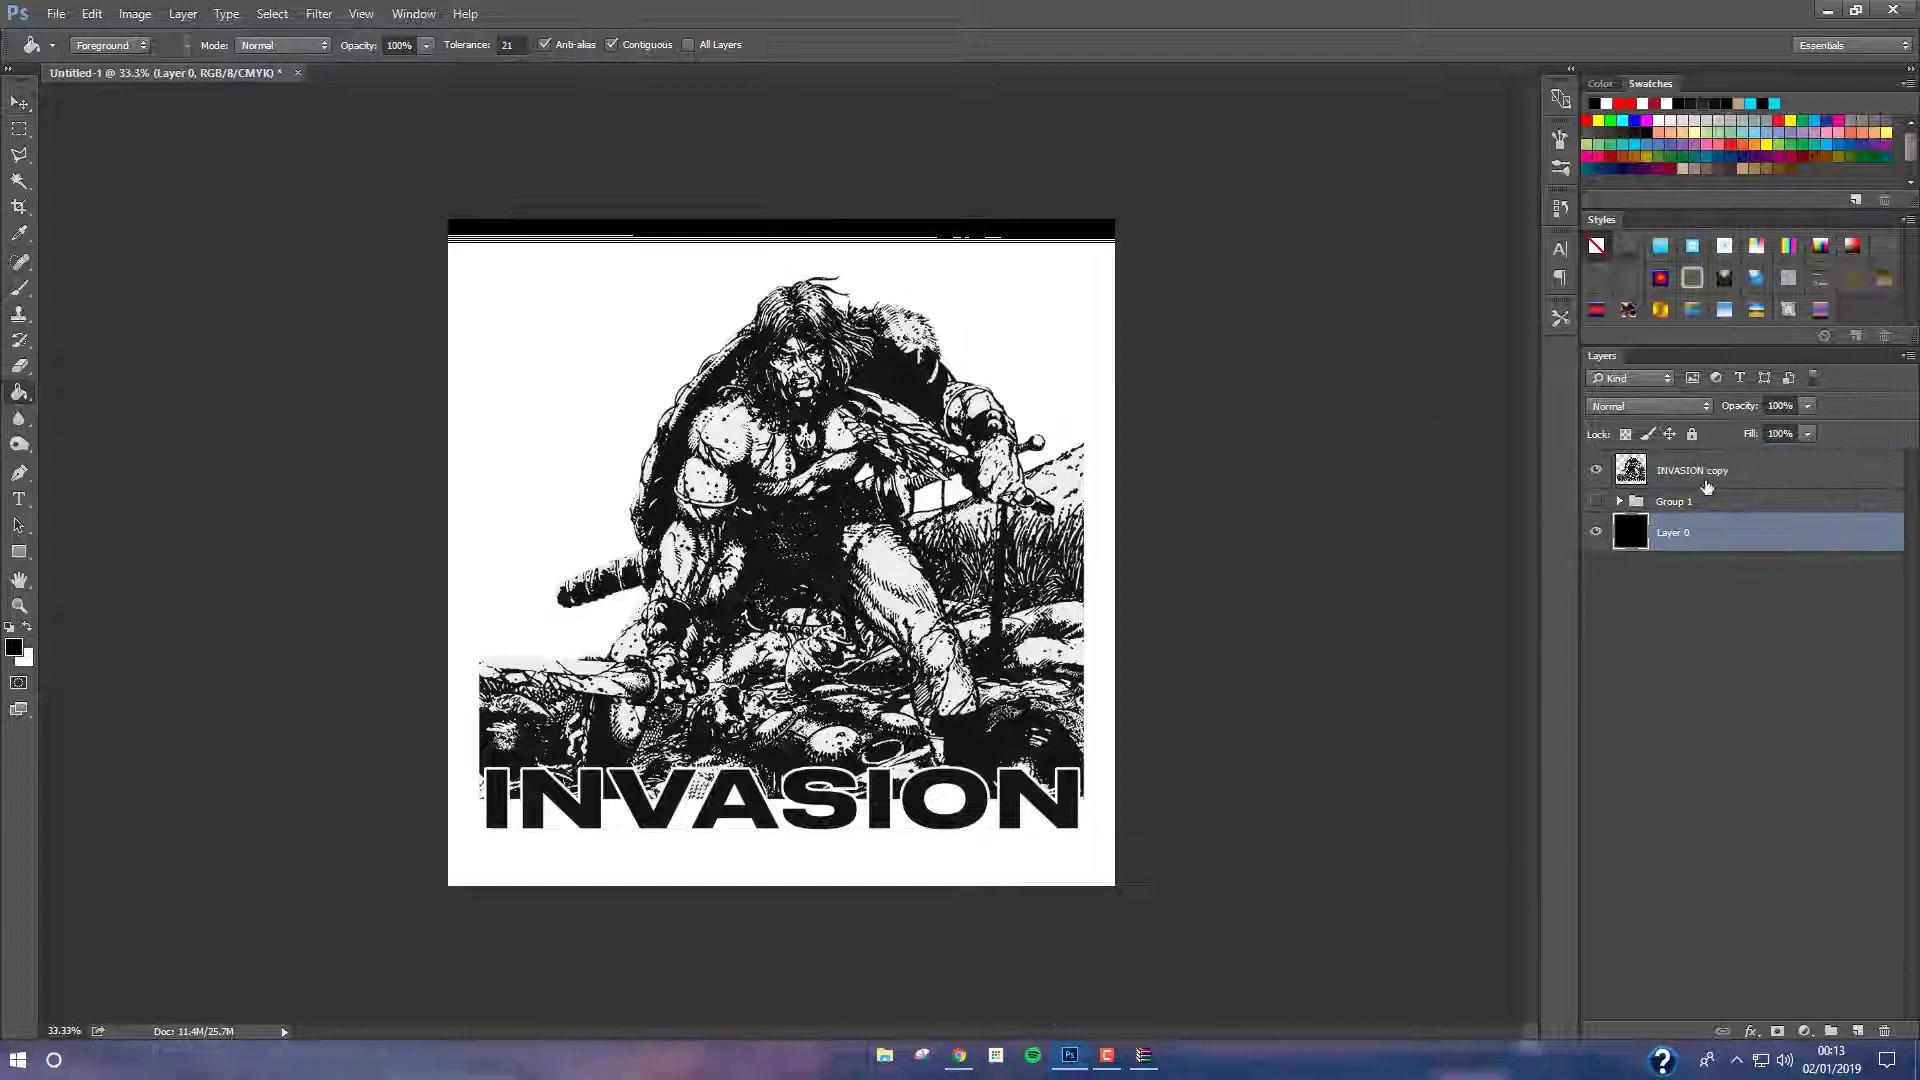 Ps File Edit Image Layer Type Select Filter View Window Help
Foreground Mode: Normal Opacity: 100% Tolerance: 21 Anti-alias Contiguous All Layers Essentials
Untitled-1 @ 33.3% (Layer 0, RGB/8/CMYK) * ×
Color Swatches
Styles
Layers
Kind
Normal Opacity: 100%
Lock: Fill: 100%
INVASION copy
Group 1
Layer 0
INVASION
33.33% Doc: 11.4M/25.7M
00:13
02/01/2019